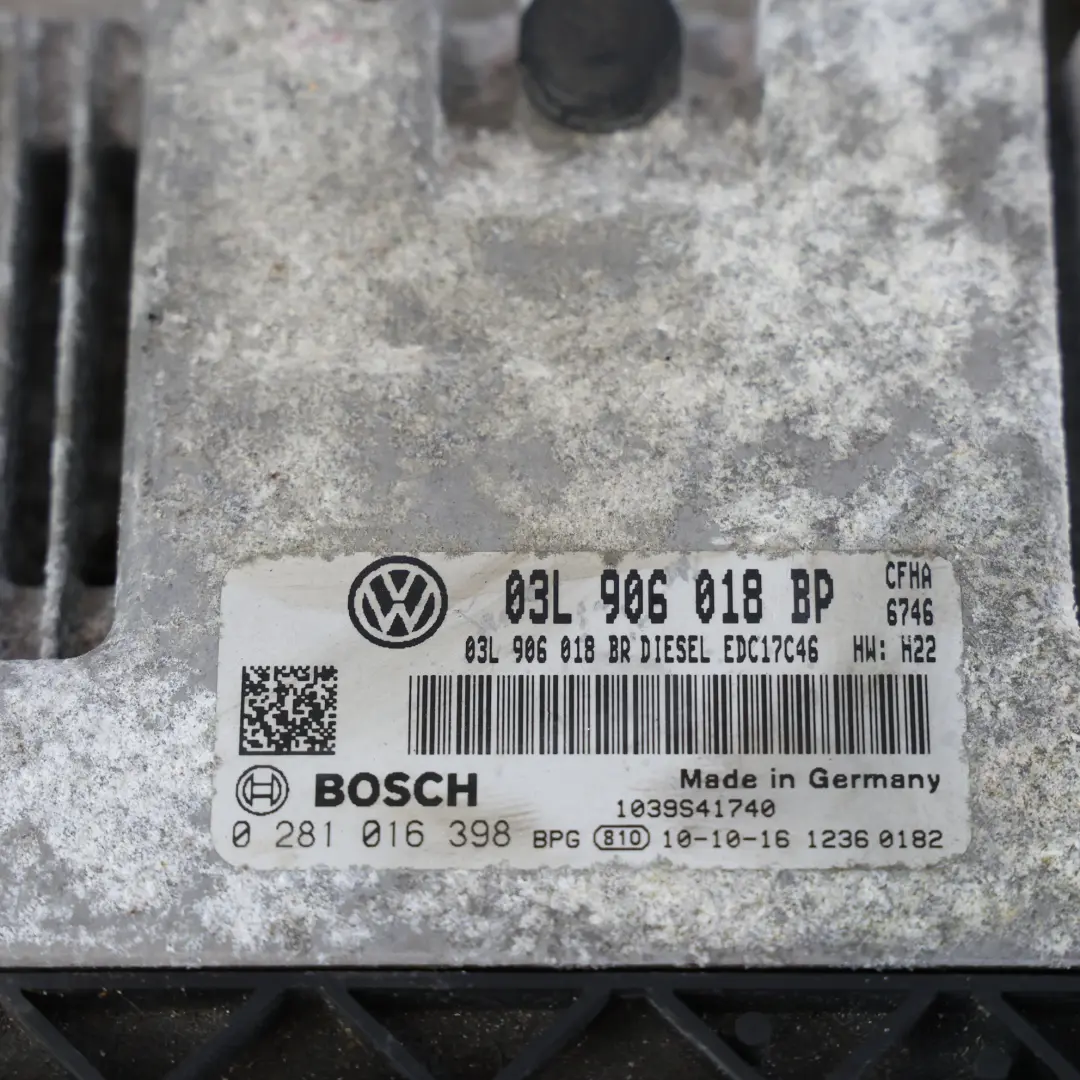 03L 906 018 BP
CFHA
6746
03L 906 018 BR DIESEL EDC17C46 HW: H22
BOSCH
Made in Germany
1039S41740
0 281 016 398 BPG 810 10-10-16 1236 0182